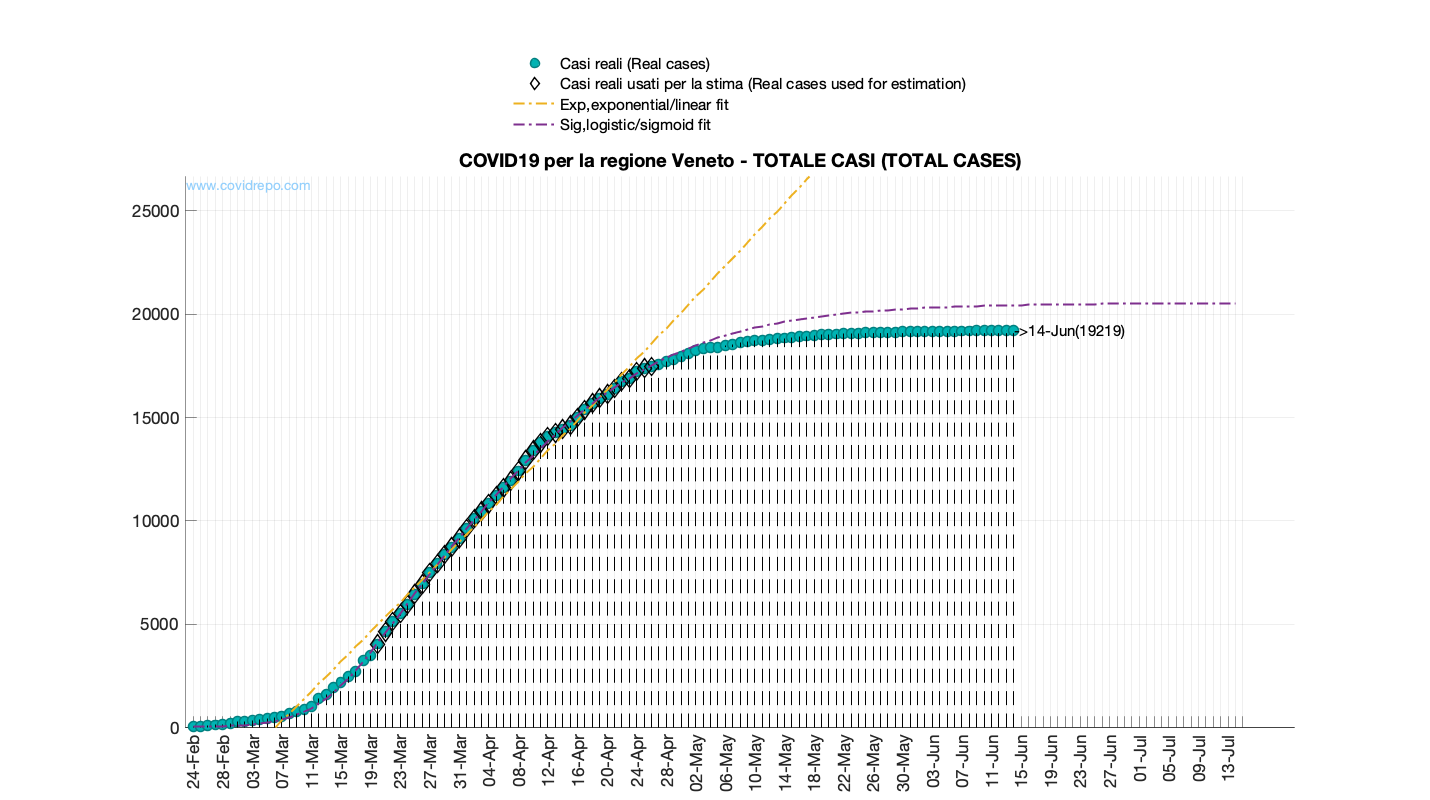 Casi reali (Real cases)
Casi reali usati per la stima (Real cases used for estimation)
Exp,exponential/linear fit
Sig,logistic/sigmoid fit
COVID19 per la regione Veneto - TOTALE CASI (TOTAL CASES)
www.covidrepo.com
25000
20000
15000
10000
5000
0
->14-Jun(19219)
24-Feb
28-Feb
03-Mar
07-Mar
11-Mar
15-Mar
19-Mar
23-Mar
27-Mar
31-Mar
04-Apr
08-Apr
12-Apr
16-Apr
20-Apr
24-Apr
28-Apr
02-May
06-May
10-May
14-May
18-May
22-May
26-May
30-May
03-Jun
07-Jun
11-Jun
15-Jun
19-Jun
23-Jun
27-Jun
01-Jul
05-Jul
09-Jul
13-Jul